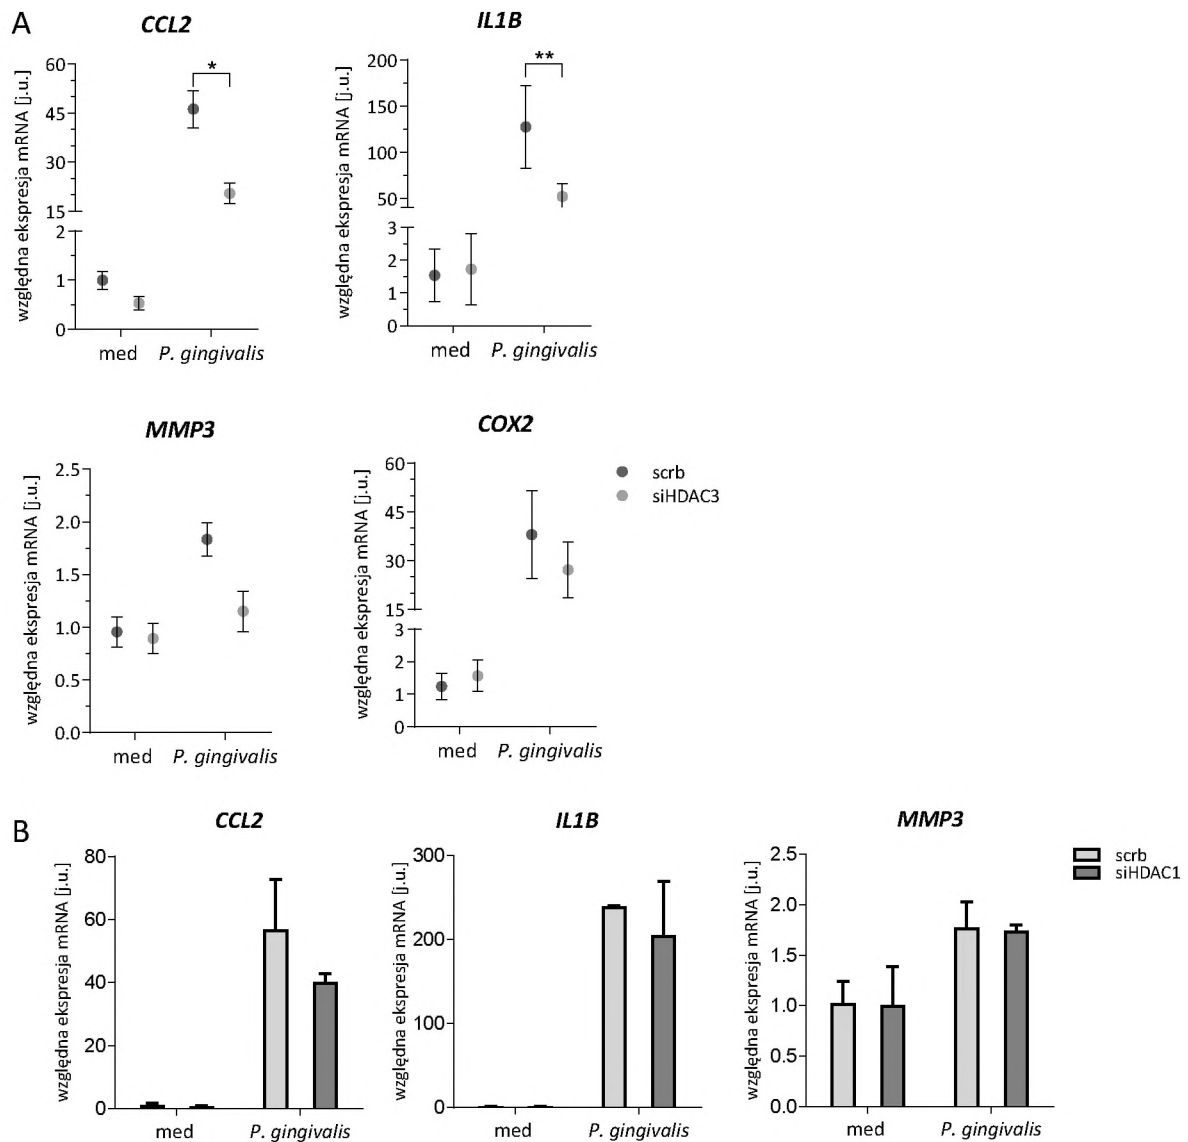 A
CCL2
IL1B
względna ekspresja mRNA [j.u.]
60
45
30
15
2
1
0
*
med
P. gingivalis
względna ekspresja mRNA [j.u.]
200
150
100
50
3
2
1
0
**
med
P. gingivalis
MMP3
COX2
względna ekspresja mRNA [j.u.]
2.5
2.0
1.5
1.0
0.5
0.0
med
P. gingivalis
względna ekspresja mRNA [j.u.]
60
45
30
15
3
2
1
0
med
P. gingivalis
scrb
siHDAC3
B
CCL2
IL1B
MMP3
względna ekspresja mRNA [j.u.]
80
60
40
20
0
med
P. gingivalis
względna ekspresja mRNA [j.u.]
300
200
100
0
med
P. gingivalis
względna ekspresja mRNA [j.u.]
2.5
2.0
1.5
1.0
0.5
0.0
med
P. gingivalis
scrb
siHDAC1